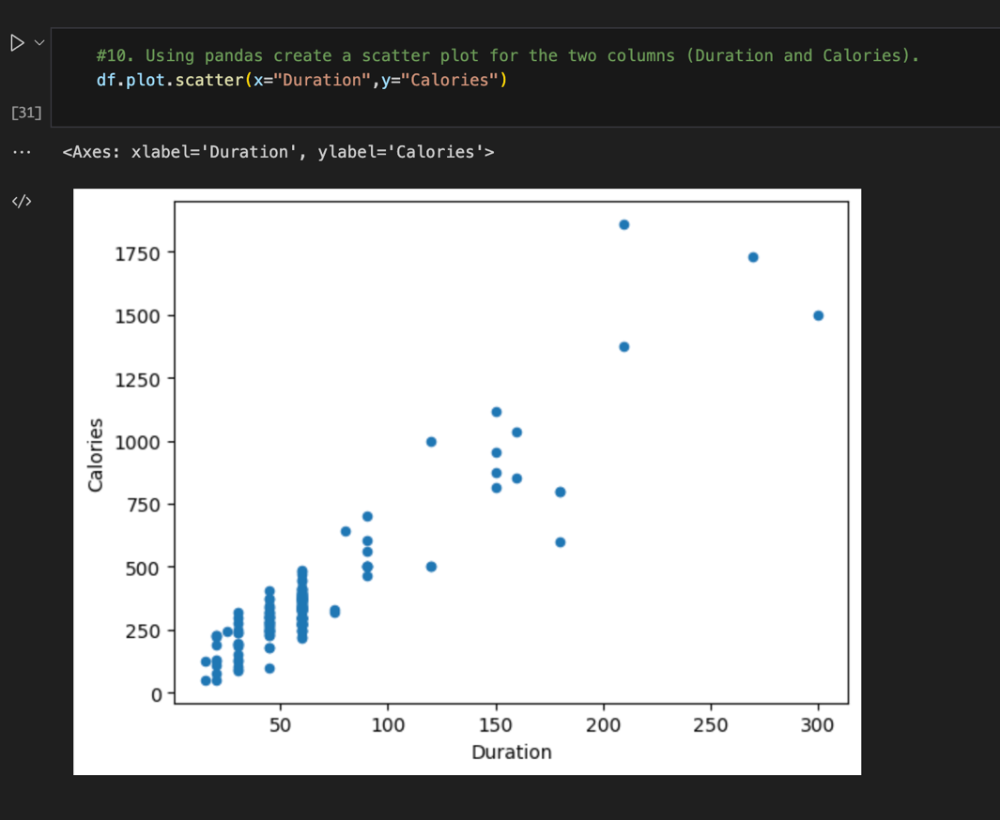 #10. Using pandas create a scatter plot for the two columns (Duration and Calories).
df.plot.scatter(x="Duration",y="Calories")
[31]
... <Axes: xlabel='Duration', ylabel='Calories'>
</>
1750
1500
1250
1000
750
500
250
0
Calories
50 100 150 200 250 300
Duration